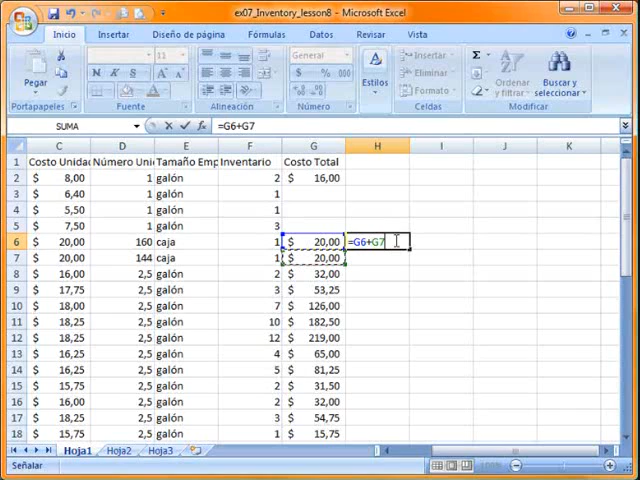 ex07_Inventory_lesson8 - Microsoft Excel
Inicio Insertar Diseño de página Fórmulas Datos Revisar Vista
Pegar
Portapapeles
11
N K S
Fuente
Alineación
General
$ % 000
Número
Estilos
Insertar
Eliminar
Formato
Celdas
Σ
Ordenar y filtrar
Buscar y seleccionar
Modificar
SUMA =G6+G7
C D E F G H I J K
1 Costo Unidad Número Uni Tamaño Emp Inventario Costo Total
2 $ 8,00 1 galón 2 $ 16,00
3 $ 6,40 1 galón 1
4 $ 5,50 1 galón 1
5 $ 7,50 1 galón 3
6 $ 20,00 160 caja 1 $ 20,00 =G6+G7
7 $ 20,00 144 caja 1 $ 20,00
8 $ 16,00 2,5 galón 2 $ 32,00
9 $ 17,75 2,5 galón 3 $ 53,25
10 $ 18,00 2,5 galón 7 $ 126,00
11 $ 18,25 2,5 galón 10 $ 182,50
12 $ 18,25 2,5 galón 12 $ 219,00
13 $ 16,25 2,5 galón 4 $ 65,00
14 $ 16,25 2,5 galón 5 $ 81,25
15 $ 15,75 2,5 galón 2 $ 31,50
16 $ 16,00 2,5 galón 2 $ 32,00
17 $ 18,25 2,5 galón 3 $ 54,75
18 $ 15,75 2,5 galón 1 $ 15,75
Hoja1 Hoja2 Hoja3
Señalar 100%